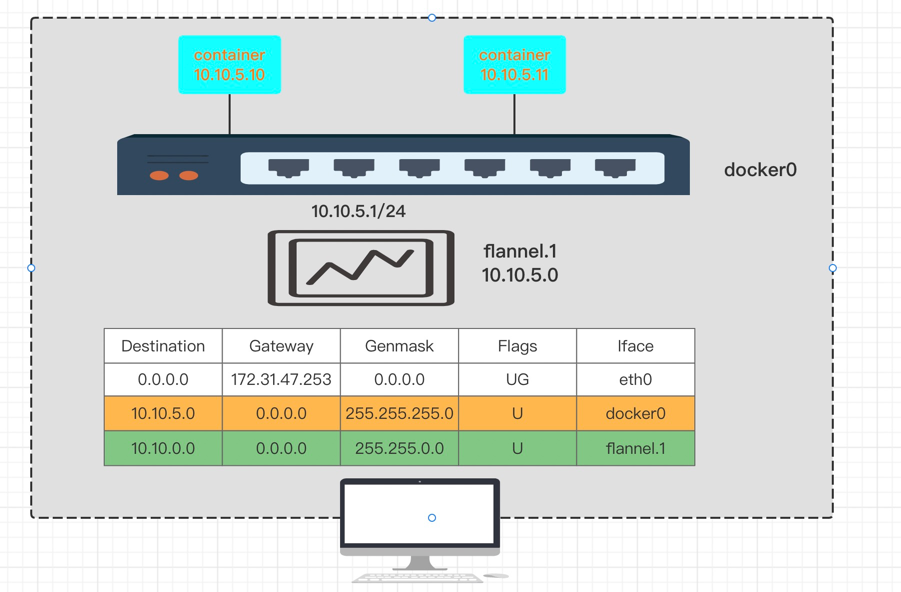 container
10.10.5.10
container
10.10.5.11
docker0
10.10.5.1/24
flannel.1
10.10.5.0
Destination Gateway Genmask Flags Iface
0.0.0.0 172.31.47.253 0.0.0.0 UG eth0
10.10.5.0 0.0.0.0 255.255.255.0 U docker0
10.10.0.0 0.0.0.0 255.255.0.0 U flannel.1